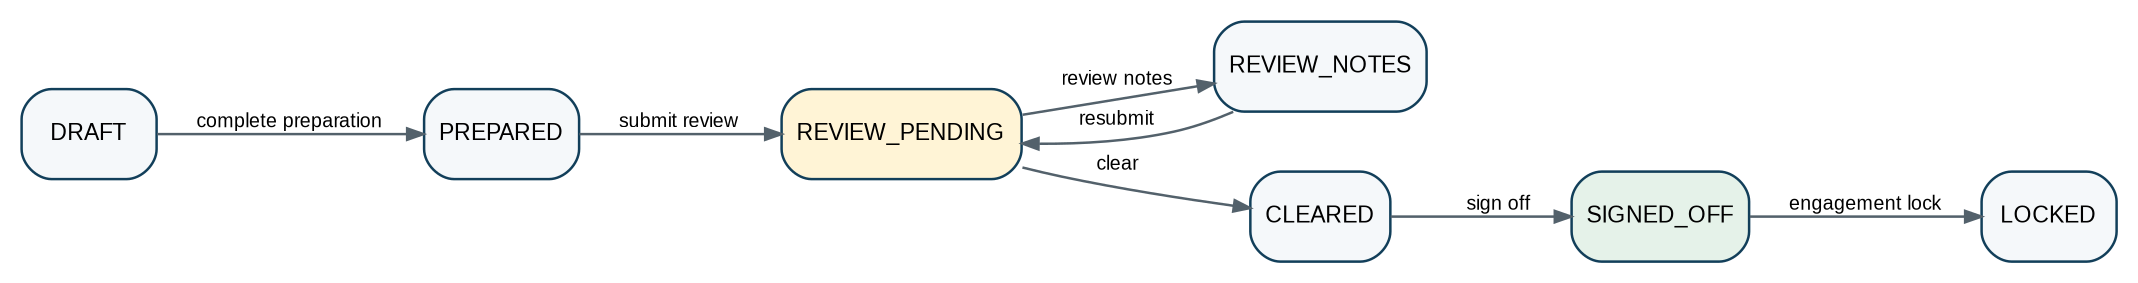 DRAFT
complete preparation
PREPARED
submit review
REVIEW_PENDING
review notes
REVIEW_NOTES
resubmit
clear
CLEARED
sign off
SIGNED_OFF
engagement lock
LOCKED